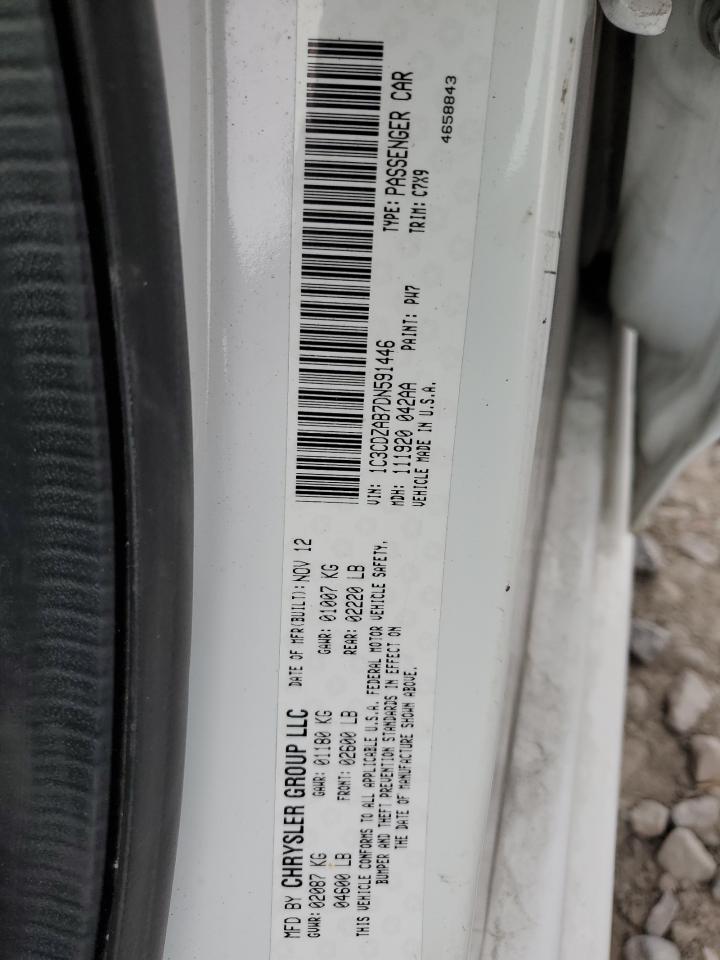 MFD BY CHRYSLER GROUP LLC DATE OF MFR(BUILT): NOV 12
GVWR: 02087 KG GAWR: 01180 KG GAWR: 01007 KG
04600 LB FRONT: 02600 LB REAR: 02220 LB
THIS VEHICLE CONFORMS TO ALL APPLICABLE U.S.A. FEDERAL MOTOR VEHICLE SAFETY,
BUMPER AND THEFT PREVENTION STANDARDS IN EFFECT ON
THE DATE OF MANUFACTURE SHOWN ABOVE.
VIN: 1C3CDZAB7DN591446 TYPE: PASSENGER CAR
MDH: 111920 042AA PAINT: PW7 TRIM: C7X9
VEHICLE MADE IN U.S.A. 4658843